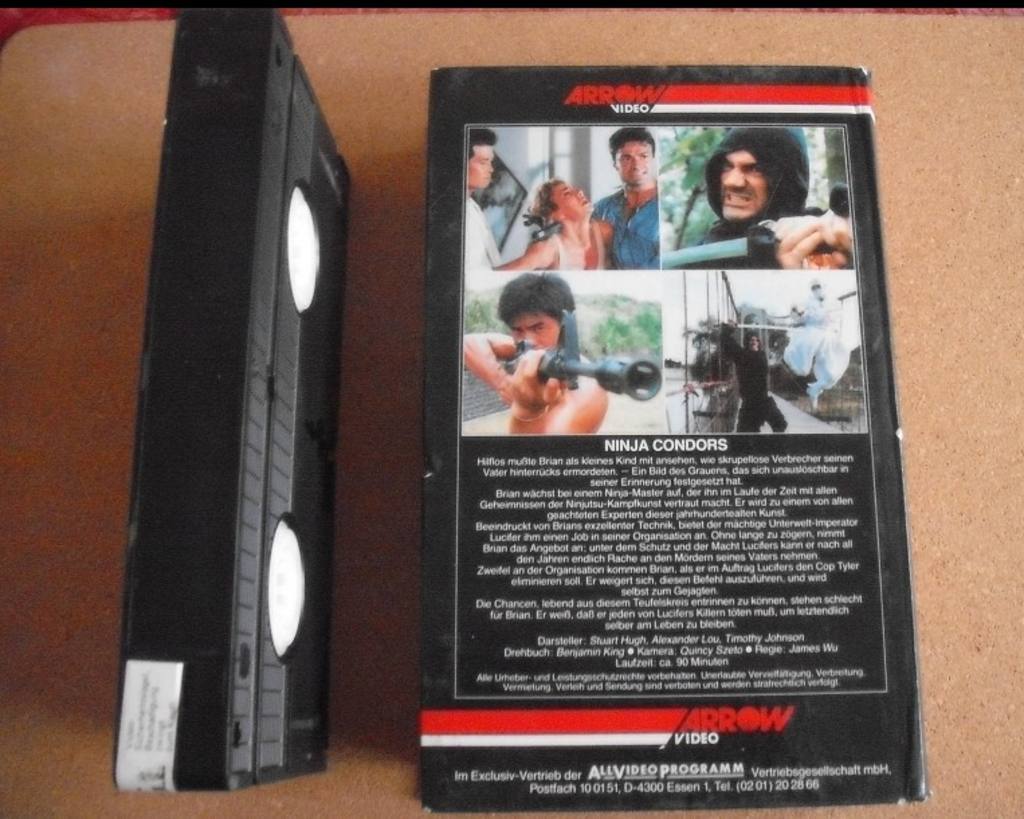 ARROW
VIDEO
NINJA CONDORS
Hilflos mußte Brian als kleines Kind mit ansehen, wie skrupellose Verbrecher seinen
Vater hinterrücks ermordeten. – Ein Bild des Grauens, das sich unauslöschbar in
seiner Erinnerung festgesetzt hat.
Brian wächst bei einem Ninja-Master auf, der ihn im Laufe der Zeit mit allen
Geheimnissen der Ninjutsu-Kampfkunst vertraut macht. Er wird zu einem von allen
geachteten Experten dieser jahrhundertealten Kunst.
Beeindruckt von Brians exzellenter Technik, bietet der mächtige Unterwelt-Imperator
Lucifer ihm einen Job in seiner Organisation an. Ohne lange zu zögern, nimmt
Brian das Angebot an; unter dem Schutz und der Macht Lucifers kann er nach all
den Jahren endlich Rache an den Mördern seines Vaters nehmen.
Zweifel an der Organisation kommen Brian, als er im Auftrag Lucifers den Cop Tyler
eliminieren soll. Er weigert sich, diesen Befehl auszuführen, und wird
selbst zum Gejagten.
Die Chancen, lebend aus diesem Teufelskreis entrinnen zu können, stehen schlecht
für Brian. Er weiß, daß er jeden von Lucifers Killern töten muß, um letztendlich
selber am Leben zu bleiben.
Darsteller: Stuart Hugh, Alexander Lou, Timothy Johnson
Drehbuch: Benjamin King ● Kamera: Quincy Szeto ● Regie: James Wu
Laufzeit: ca. 90 Minuten
Alle Urheber- und Leistungsschutzrechte vorbehalten. Unerlaubte Vervielfältigung, Verbreitung,
Vermietung, Verleih und Sendung sind verboten und werden strafrechtlich verfolgt.
ARROW
VIDEO
Im Exclusiv-Vertrieb der ALLVIDEOPROGRAMM Vertriebsgesellschaft mbH,
Postfach 10 01 51, D-4300 Essen 1, Tel. (02 01) 20 28 66